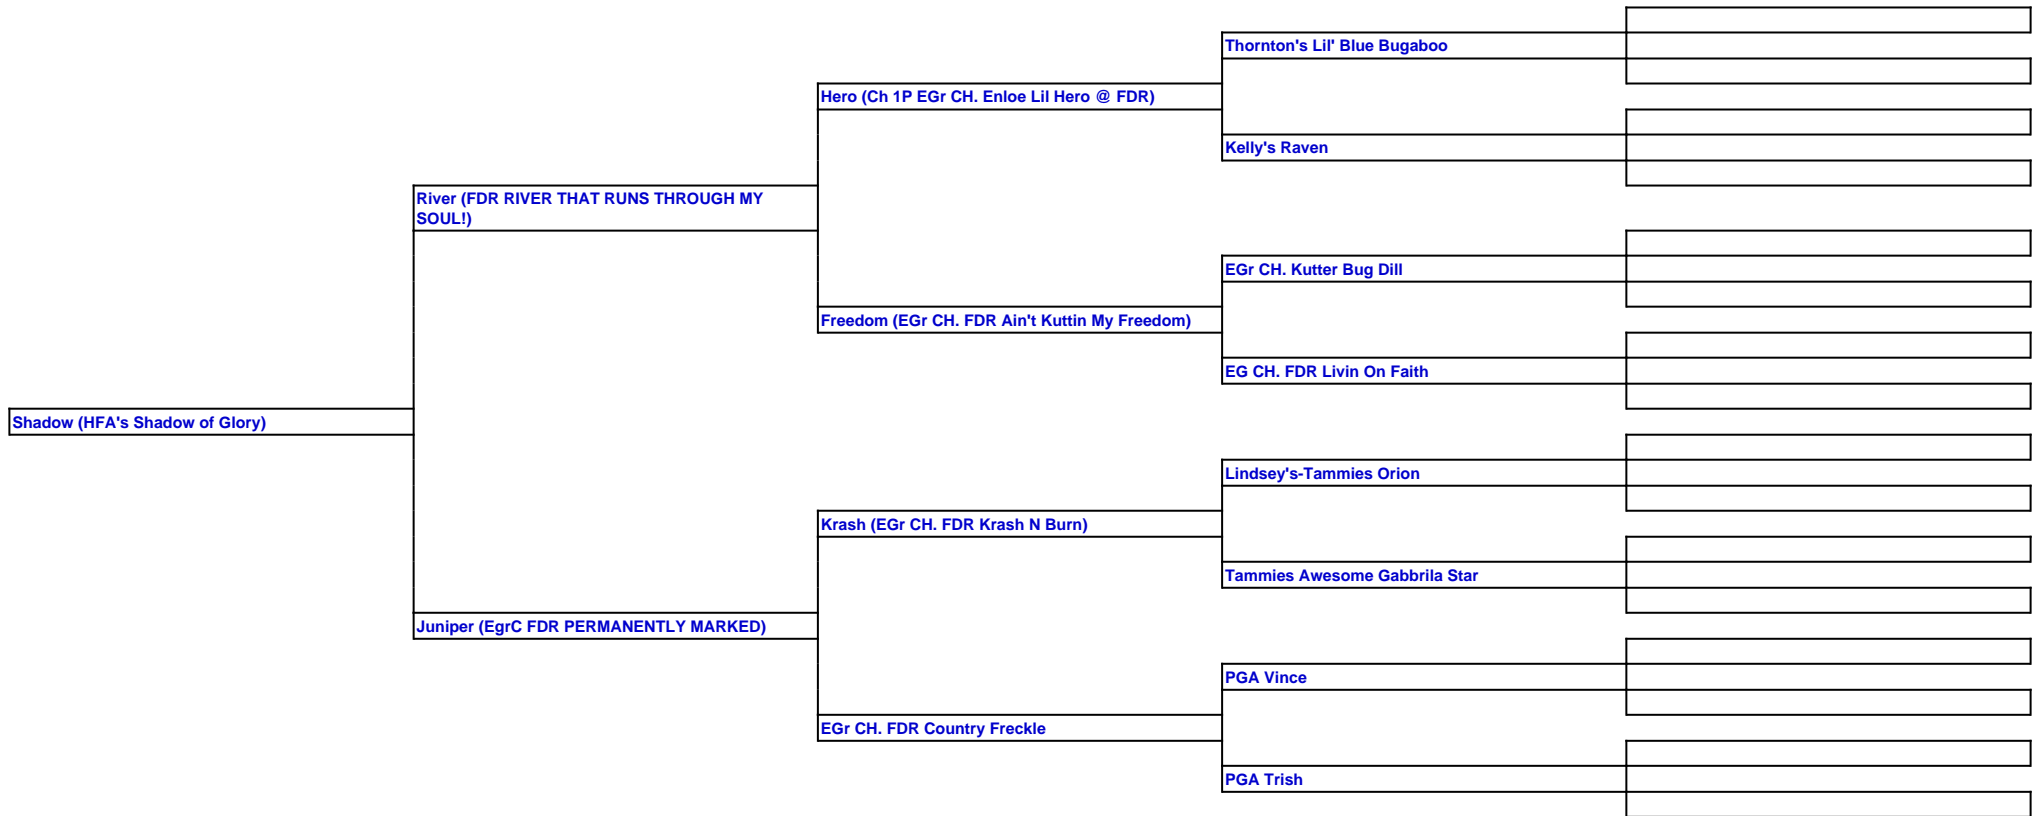 Thornton's Lil' Blue Bugaboo
Hero (Ch 1P EGr CH. Enloe Lil Hero @ FDR)
Kelly's Raven
River (FDR RIVER THAT RUNS THROUGH MY
SOUL!)
EGr CH. Kutter Bug Dill
Freedom (EGr CH. FDR Ain't Kuttin My Freedom)
EG CH. FDR Livin On Faith
Shadow (HFA's Shadow of Glory)
Lindsey's-Tammies Orion
Krash (EGr CH. FDR Krash N Burn)
Tammies Awesome Gabbrila Star
Juniper (EgrC FDR PERMANENTLY MARKED)
PGA Vince
EGr CH. FDR Country Freckle
PGA Trish